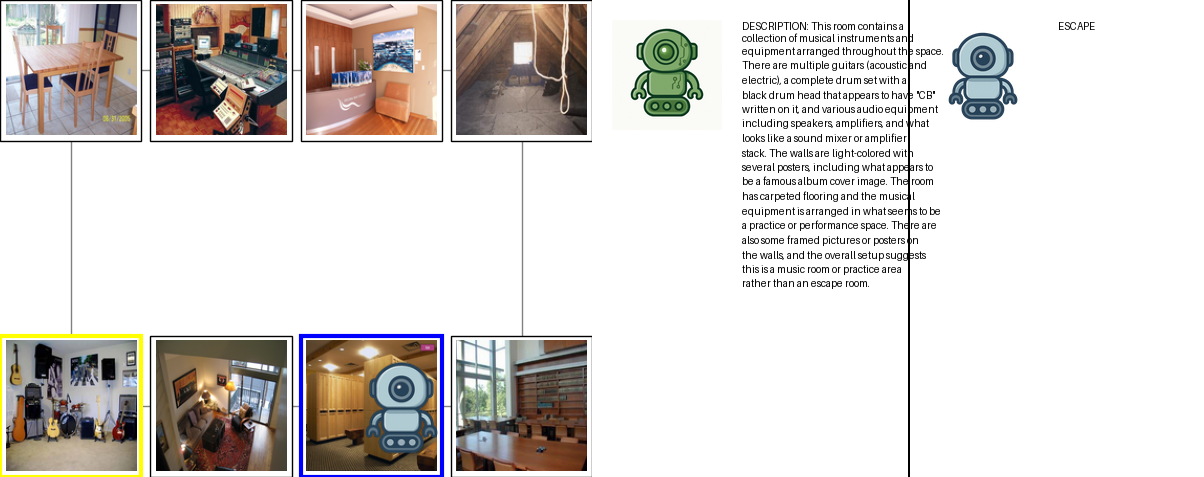 DESCRIPTION: This room contains a
collection of musical instruments and
equipment arranged throughout the space.
There are multiple guitars (acoustic and
electric), a complete drum set with a
black drum head that appears to have "CB"
written on it, and various audio equipment
including speakers, amplifiers, and what
looks like a sound mixer or amplifier
stack. The walls are light-colored with
several posters, including what appears to
be a famous album cover image. The room
has carpeted flooring and the musical
equipment is arranged in what seems to be
a practice or performance space. There are
also some framed pictures or posters on
the walls, and the overall setup suggests
this is a music room or practice area
rather than an escape room.
ESCAPE